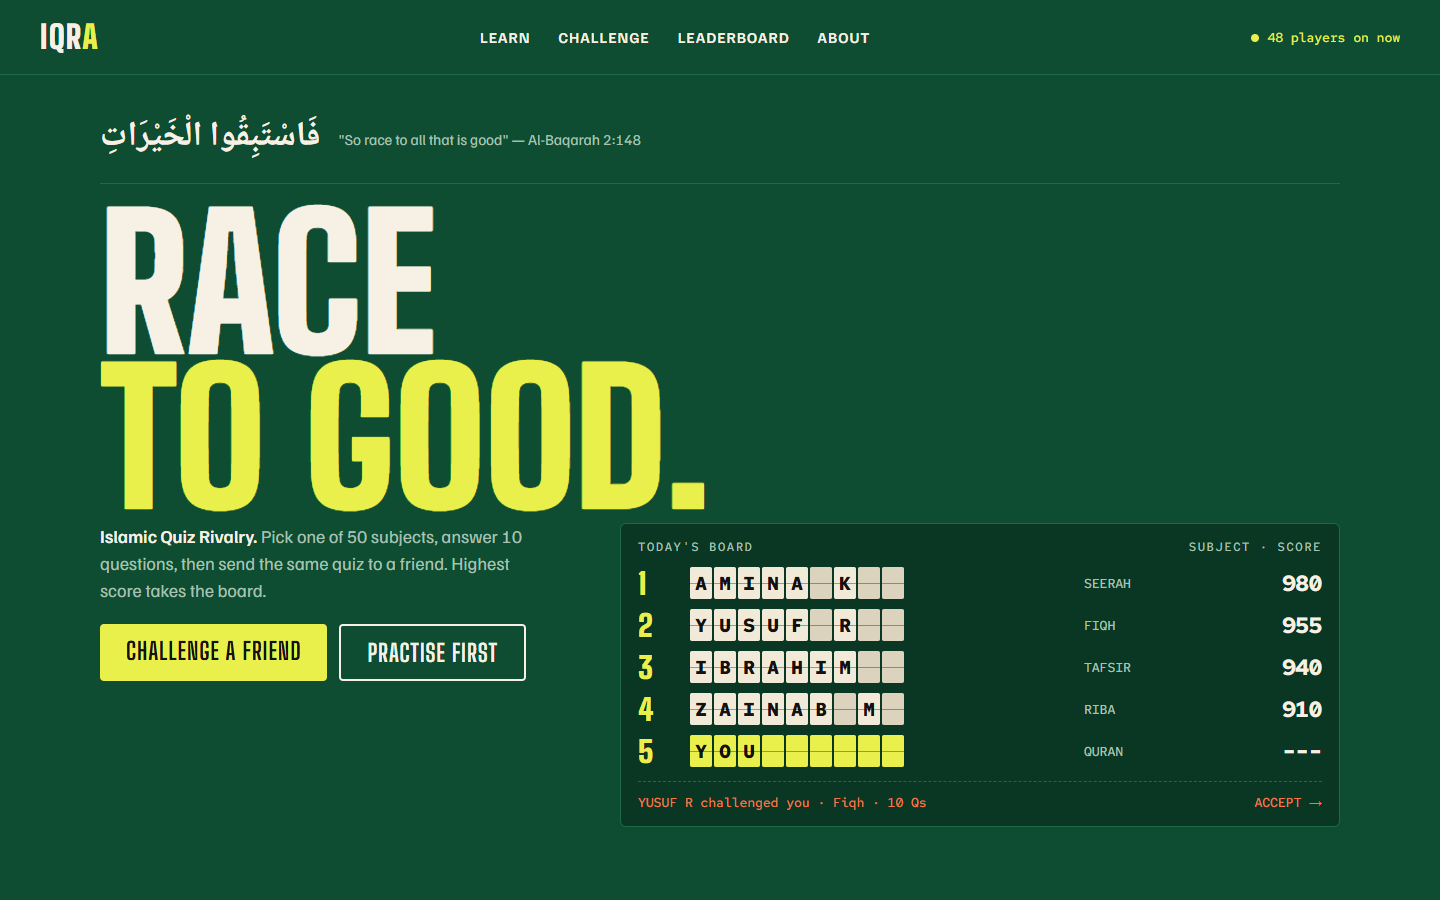 IQRA
LEARN CHALLENGE LEADERBOARD ABOUT
48 players on now
فَاسْتَبِقُوا الْخَيْرَاتِ
"So race to all that is good" — Al-Baqarah 2:148
RACE
TO GOOD.
Islamic Quiz Rivalry. Pick one of 50 subjects, answer 10
questions, then send the same quiz to a friend. Highest
score takes the board.
CHALLENGE A FRIEND
PRACTISE FIRST
TODAY'S BOARD SUBJECT · SCORE
1 AMINA K SEERAH 980
2 YUSUF R FIQH 955
3 IBRAHIM TAFSIR 940
4 ZAINAB M RIBA 910
5 YOU QURAN ---
YUSUF R challenged you · Fiqh · 10 Qs ACCEPT →